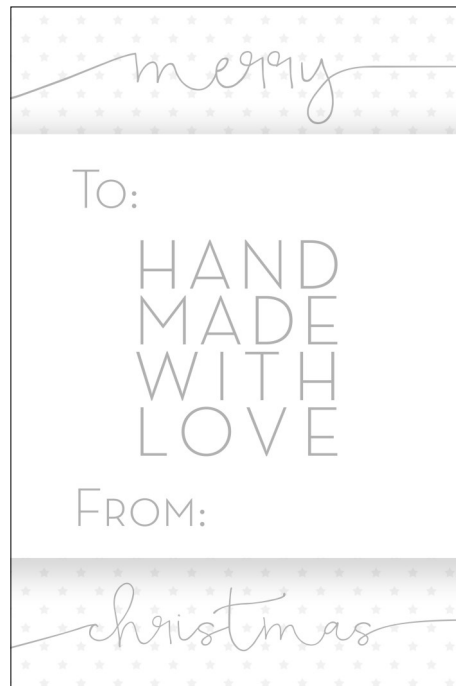 merry
To:
HAND
MADE
WITH
LOVE
FROM:
christmas